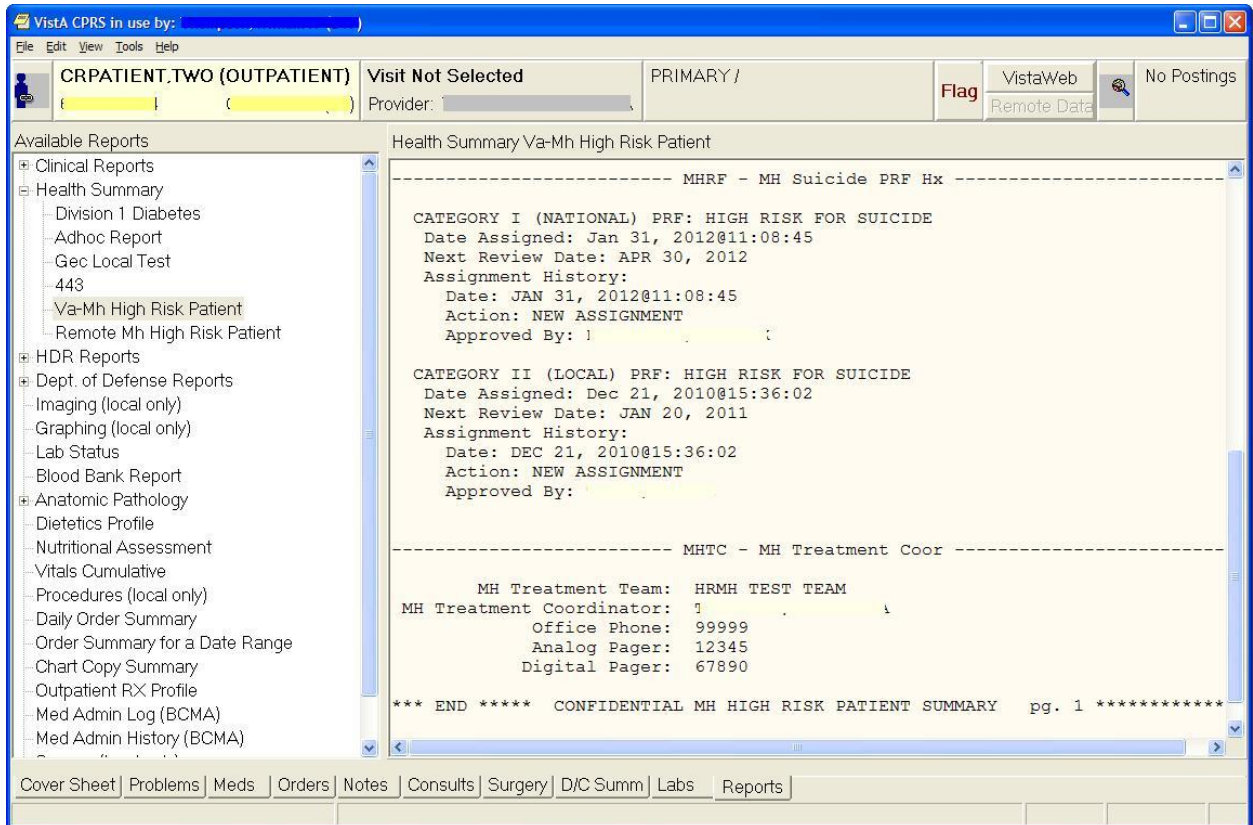 VistA CPRS in use by:
File Edit View Tools Help
CRPATIENT,TWO (OUTPATIENT)
Visit Not Selected
Provider:
PRIMARY /
Flag
VistaWeb
Remote Data
No Postings
Available Reports
Clinical Reports
Health Summary
Division 1 Diabetes
Adhoc Report
Gec Local Test
443
Va-Mh High Risk Patient
Remote Mh High Risk Patient
HDR Reports
Dept. of Defense Reports
Imaging (local only)
Graphing (local only)
Lab Status
Blood Bank Report
Anatomic Pathology
Dietetics Profile
Nutritional Assessment
Vitals Cumulative
Procedures (local only)
Daily Order Summary
Order Summary for a Date Range
Chart Copy Summary
Outpatient RX Profile
Med Admin Log (BCMA)
Med Admin History (BCMA)
Health Summary Va-Mh High Risk Patient
-------------------------- MHRF - MH Suicide PRF Hx -------------------------
CATEGORY I (NATIONAL) PRF: HIGH RISK FOR SUICIDE
Date Assigned: Jan 31, 2012@11:08:45
Next Review Date: APR 30, 2012
Assignment History:
Date: JAN 31, 2012@11:08:45
Action: NEW ASSIGNMENT
Approved By:
CATEGORY II (LOCAL) PRF: HIGH RISK FOR SUICIDE
Date Assigned: Dec 21, 2010@15:36:02
Next Review Date: JAN 20, 2011
Assignment History:
Date: DEC 21, 2010@15:36:02
Action: NEW ASSIGNMENT
Approved By:
-------------------------- MHTC - MH Treatment Coor -------------------------
MH Treatment Team: HRMH TEST TEAM
MH Treatment Coordinator:
Office Phone: 99999
Analog Pager: 12345
Digital Pager: 67890
*** END ***** CONFIDENTIAL MH HIGH RISK PATIENT SUMMARY pg. 1 ************
Cover Sheet Problems Meds Orders Notes Consults Surgery D/C Summ Labs Reports